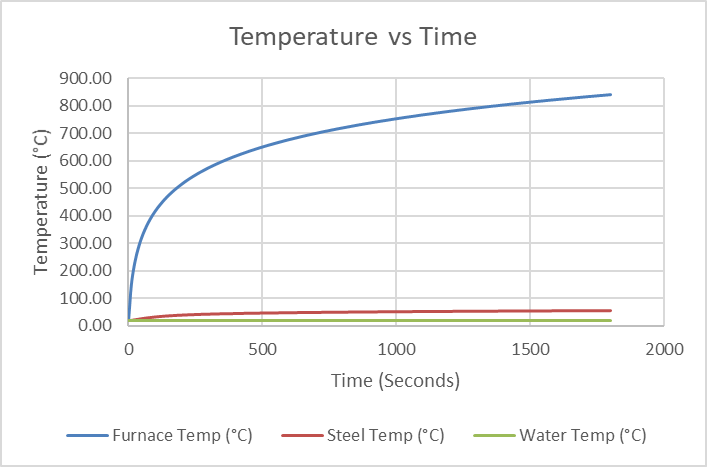 Temperature vs Time
900.00
800.00
700.00
600.00
500.00
400.00
300.00
200.00
100.00
0.00
Temperature (°C)
0 500 1000 1500 2000
Time (Seconds)
Furnace Temp (°C) Steel Temp (°C) Water Temp (°C)